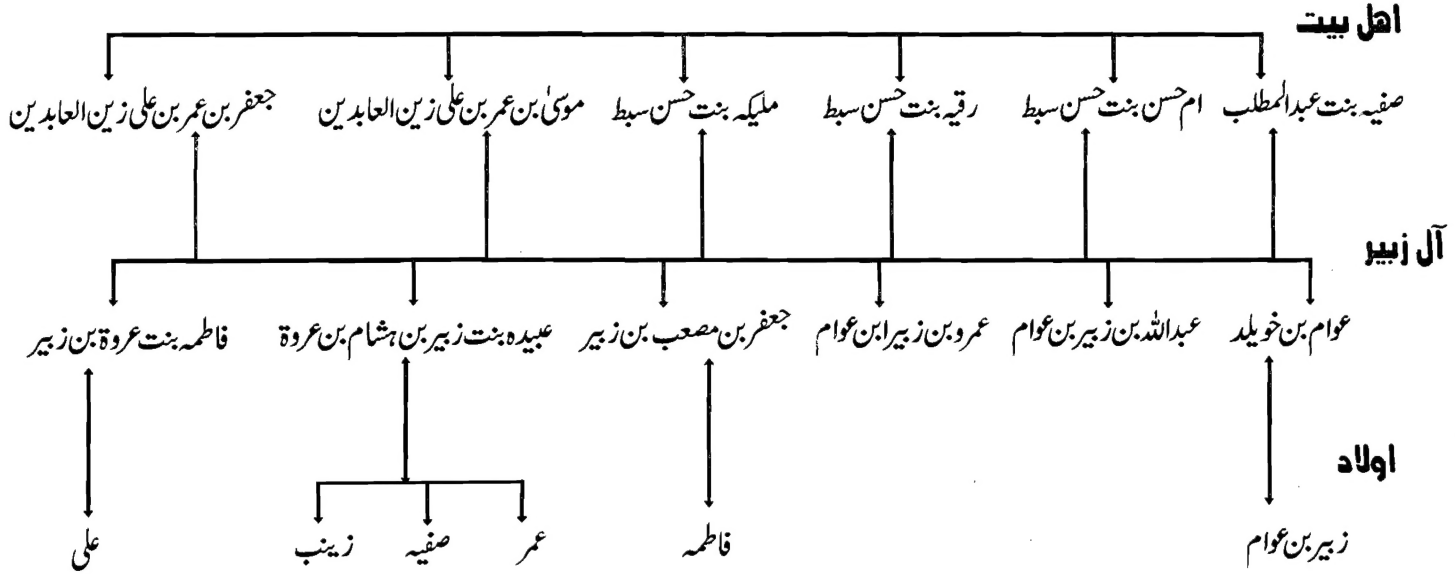 اهل بیت
صفیہ بنت عبدالمطلب ام حسن بنت حسن سبط رقیہ بنت حسن سبط ملیکہ بنت حسن سبط موسیٰ بن عمر بن علی زین العابدین جعفر بن عمر بن علی زین العابدین
آل زبیر
عوام بن خویلد عبداللہ بن زبیر بن عوام عمرو بن زبیر ابن عوام جعفر بن مصعب بن زبیر عبیدہ بنت زبیر بن ہشام بن عروۃ فاطمہ بنت عروۃ بن زبیر
اولاد
زبیر بن عوام فاطمہ عمر صفیہ زینب علی